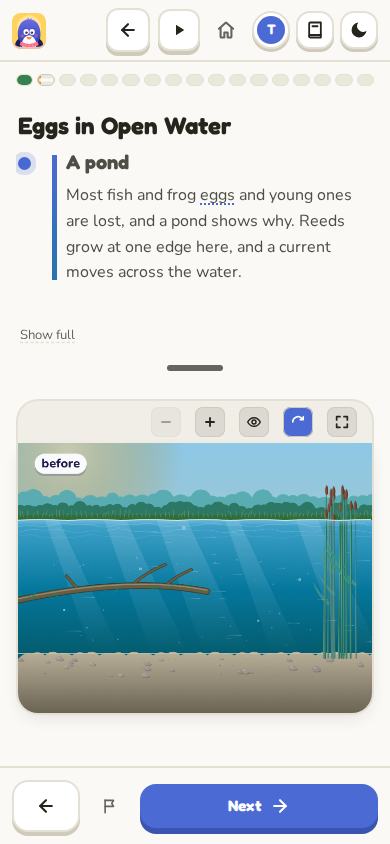 T
Eggs in Open Water
A pond
Most fish and frog eggs and young ones
are lost, and a pond shows why. Reeds
grow at one edge here, and a current
moves across the water.
Show full
before
Next